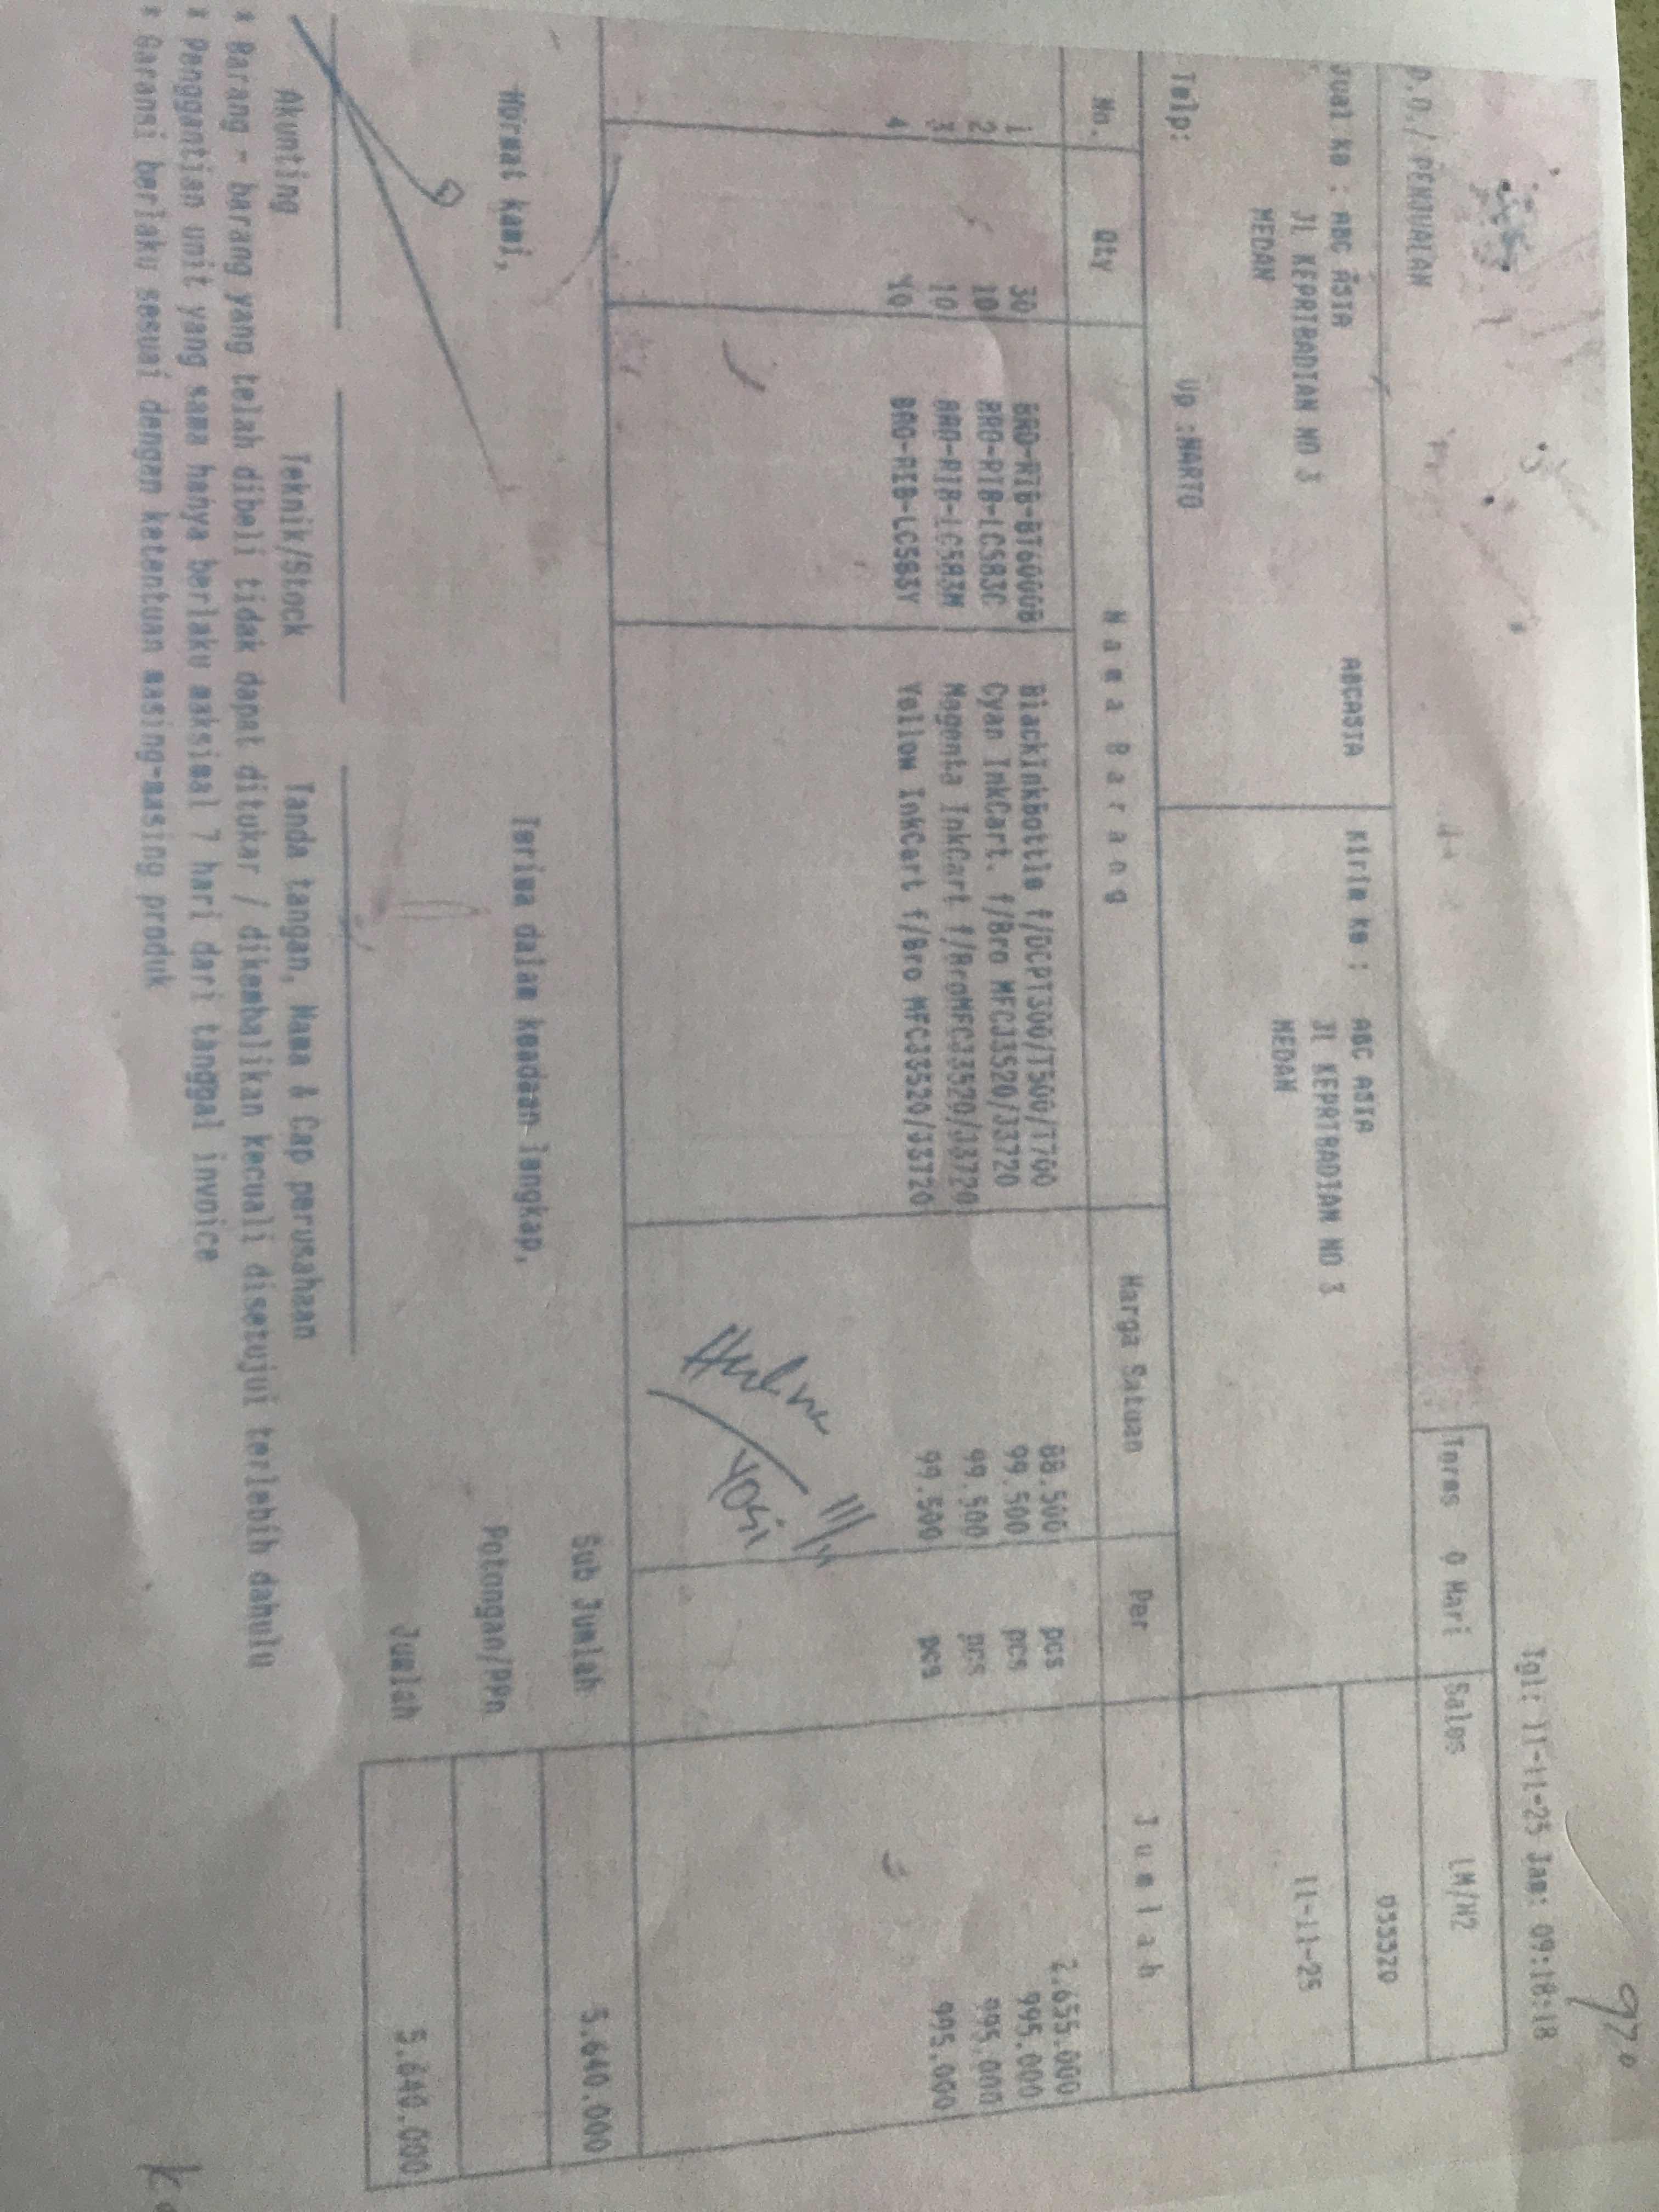 970
Tgl: 11-11-25 Jam: 09:18:18
P.O./ PENJUALAN
Terms 0 Hari Sales LM/M2
Jual ke : ABC ASIA ABCASIA
JL KEPRIBADIAN NO 3
MEDAN
Kirim ke : ABC ASIA
JL KEPRIBADIAN NO 3
MEDAN
033320
11-11-25
Telp: Up :HARTO
No. Qty Nama Barang Harga Satuan Per Jumlah
1 30 BRO-RIB-BT6000B BlackInkBottle f/DCPT300/T500/T700 88.500 pcs 2.655.000
2 10 BRO-RIB-LC583C Cyan InkCart. f/Bro MFCJ3520/J3720 99.500 pcs 995.000
3 10 BRO-RIB-LC583M Magenta InkCart f/BroMFCJ3520/J3720 99.500 pcs 995.000
4 10 BRO-RIB-LC583Y Yellow InkCart f/Bro MFCJ3520/J3720 99.500 pcs 995.000
Yosi
Hormat kami,
Terima dalam keadaan lengkap,
Sub Jumlah 5.640.000
Potongan/PPn
Jumlah 5.640.000
Akunting Teknik/Stock Tanda tangan, Nama & Cap perusahaan
* Barang - barang yang telah dibeli tidak dapat ditukar / dikembalikan kecuali disetujui terlebih dahulu
* Penggantian unit yang sama hanya berlaku maksimal 7 hari dari tanggal invoice
* Garansi berlaku sesuai dengan ketentuan masing-masing produk